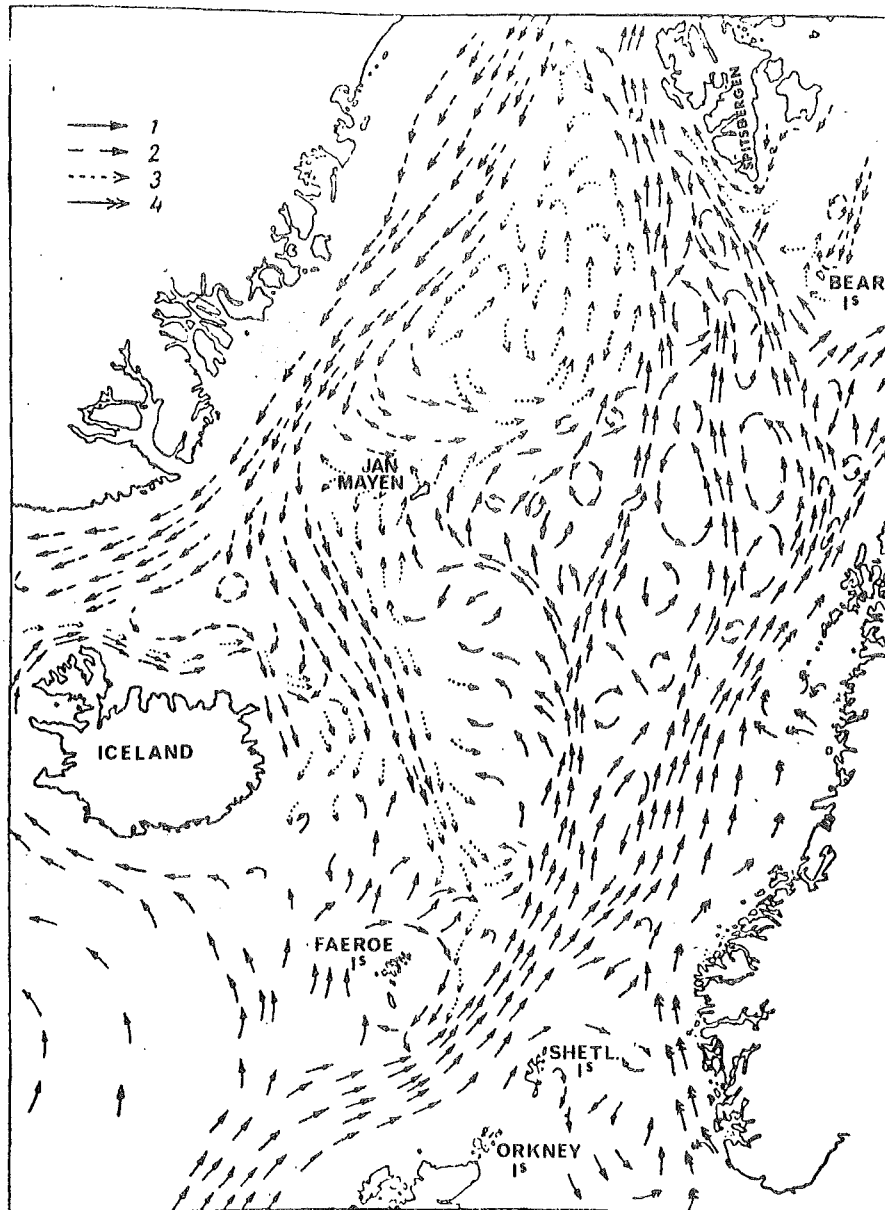 1
2
3
4
SPITSBERGEN
BEAR
Is
JAN
MAYEN
ICELAND
FAEROE
Is
SHETL.
Is
ORKNEY
Is